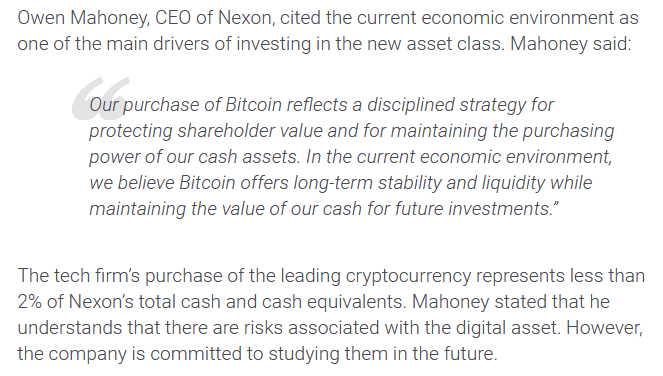 Owen Mahoney, CEO of Nexon, cited the current economic environment as
one of the main drivers of investing in the new asset class. Mahoney said:
“
Our purchase of Bitcoin reflects a disciplined strategy for
protecting shareholder value and for maintaining the purchasing
power of our cash assets. In the current economic environment,
we believe Bitcoin offers long-term stability and liquidity while
maintaining the value of our cash for future investments.”
The tech firm’s purchase of the leading cryptocurrency represents less than
2% of Nexon’s total cash and cash equivalents. Mahoney stated that he
understands that there are risks associated with the digital asset. However,
the company is committed to studying them in the future.